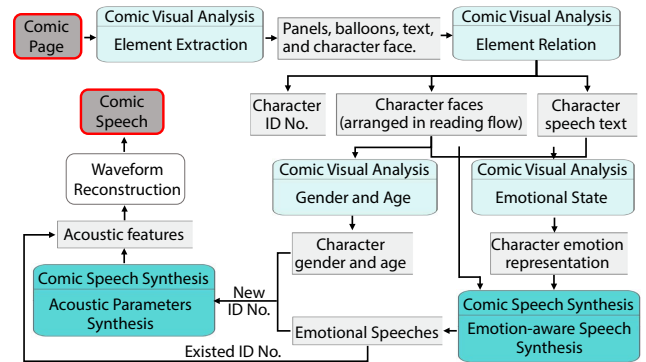 Comic
Page
Comic Visual Analysis
Element Extraction
Panels, balloons, text,
and character face.
Comic Visual Analysis
Element Relation
Character
ID No.
Character faces
(arranged in reading flow)
Character
speech text
Comic
Speech
Waveform
Reconstruction
Comic Visual Analysis
Gender and Age
Comic Visual Analysis
Emotional State
Acoustic features
Character
gender and age
Character emotion
representation
Comic Speech Synthesis
Acoustic Parameters
Synthesis
New
ID No.
Emotional Speeches
Comic Speech Synthesis
Emotion-aware Speech
Synthesis
Existed ID No.